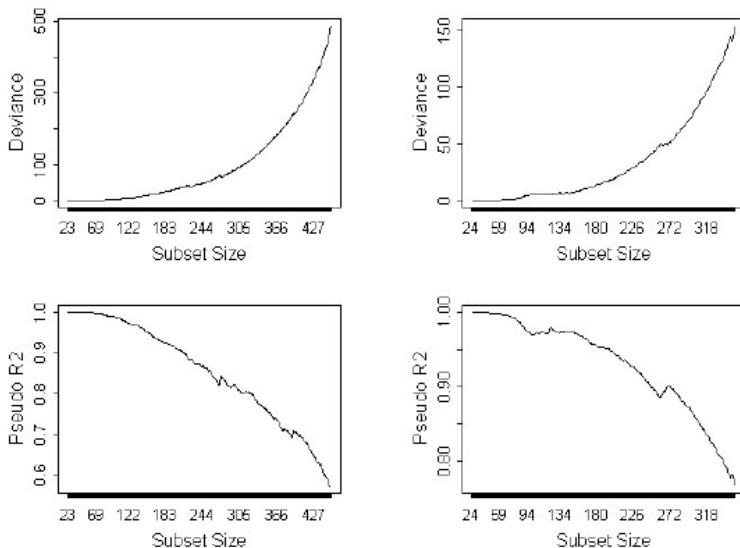 500
300
100
0
Deviance
23 69 122 183 244 305 366 427
Subset Size
150
100
50
0
Deviance
24 59 94 134 180 226 272 318
Subset Size
1.0
0.9
0.8
0.7
0.6
Pseudo R2
23 69 122 183 244 305 366 427
Subset Size
1.00
0.90
0.80
Pseudo R2
24 59 94 134 180 226 272 318
Subset Size